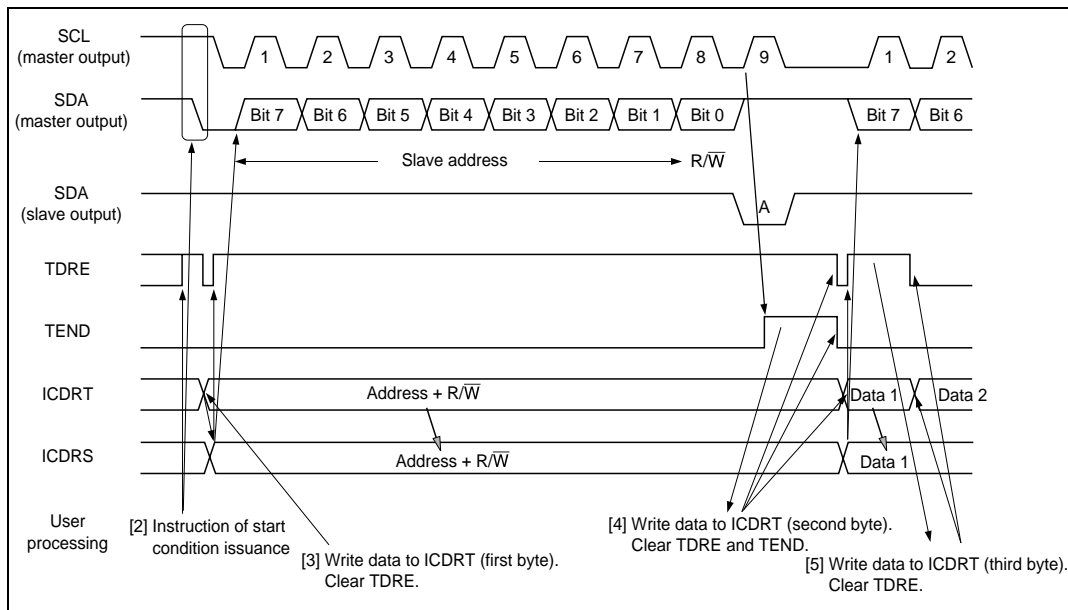 SCL
(master output)
1 2 3 4 5 6 7 8 9 1 2
SDA
(master output)
Bit 7 Bit 6 Bit 5 Bit 4 Bit 3 Bit 2 Bit 1 Bit 0 Bit 7 Bit 6
Slave address R/W̅
SDA
(slave output)
A
TDRE
TEND
ICDRT
Address + R/W̅ Data 1 Data 2
ICDRS
Address + R/W̅ Data 1
User
processing
[2] Instruction of start
condition issuance
[3] Write data to ICDRT (first byte).
Clear TDRE.
[4] Write data to ICDRT (second byte).
Clear TDRE and TEND.
[5] Write data to ICDRT (third byte).
Clear TDRE.